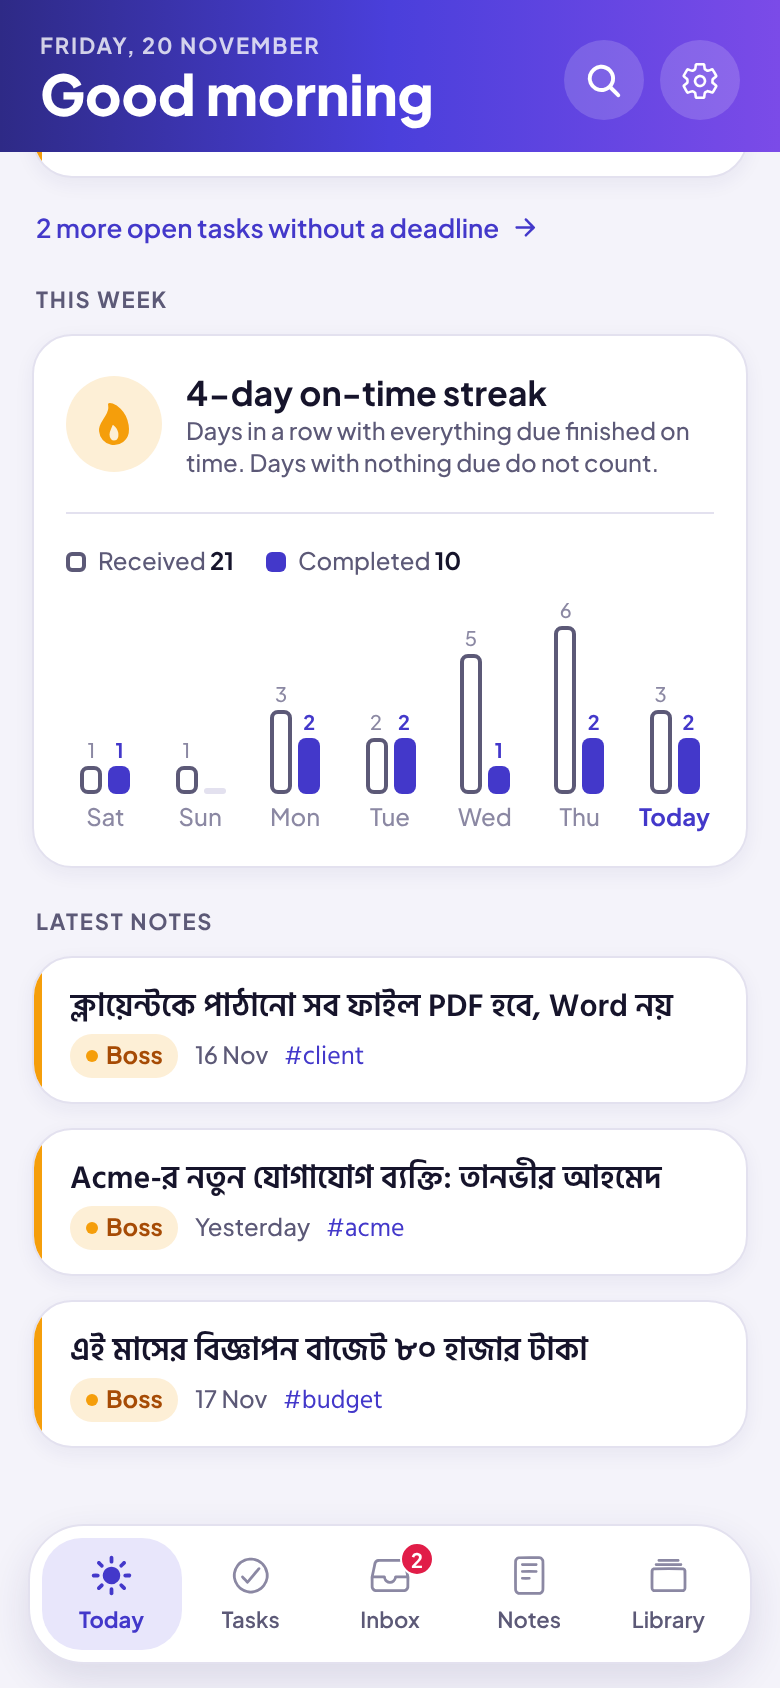 FRIDAY, 20 NOVEMBER
Good morning
2 more open tasks without a deadline →
THIS WEEK
4-day on-time streak
Days in a row with everything due finished on
time. Days with nothing due do not count.
Received 21 Completed 10
1 1 1 3 2 2 2 5 1 6 2 3 2
Sat Sun Mon Tue Wed Thu Today
LATEST NOTES
ক্লায়েন্টকে পাঠানো সব ফাইল PDF হবে, Word নয়
Boss 16 Nov #client
Acme-র নতুন যোগাযোগ ব্যক্তি: তানভীর আহমেদ
Boss Yesterday #acme
এই মাসের বিজ্ঞাপন বাজেট ৮০ হাজার টাকা
Boss 17 Nov #budget
2
Today Tasks Inbox Notes Library